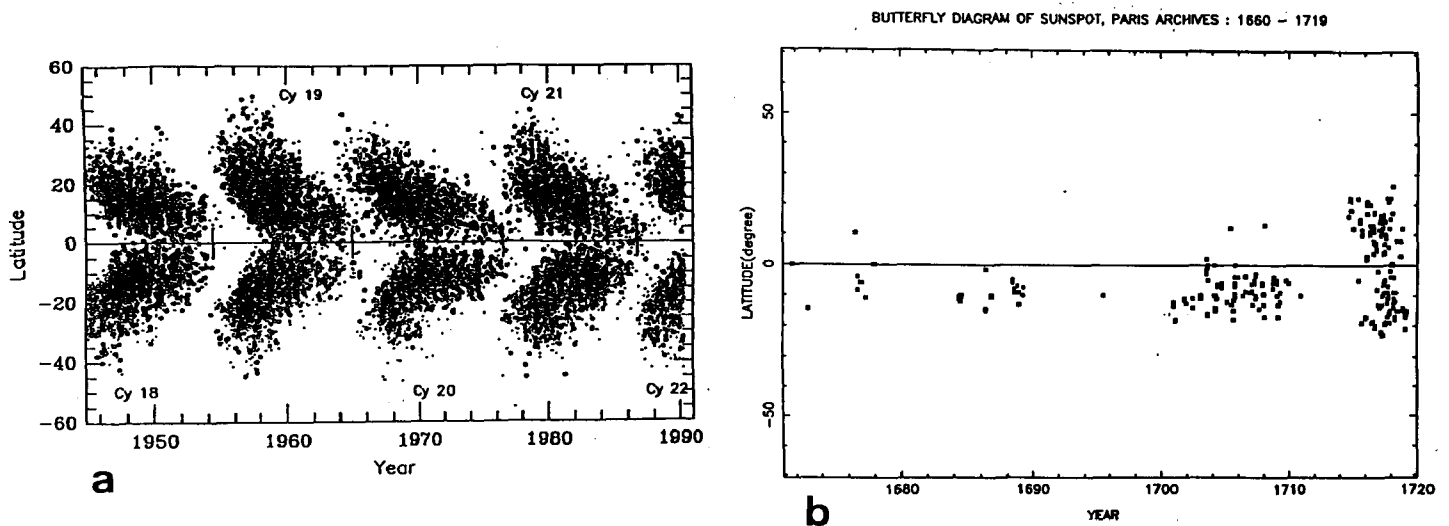 BUTTERFLY DIAGRAM OF SUNSPOT, PARIS ARCHIVES : 1660 – 1719
60
40
20
0
−20
−40
−60
Latitude
Cy 19
Cy 21
Cy 18
Cy 20
Cy 22
1950
1960
1970
1980
1990
Year
a
50
0
−50
LATITUDE(degree)
1680
1690
1700
1710
1720
YEAR
b